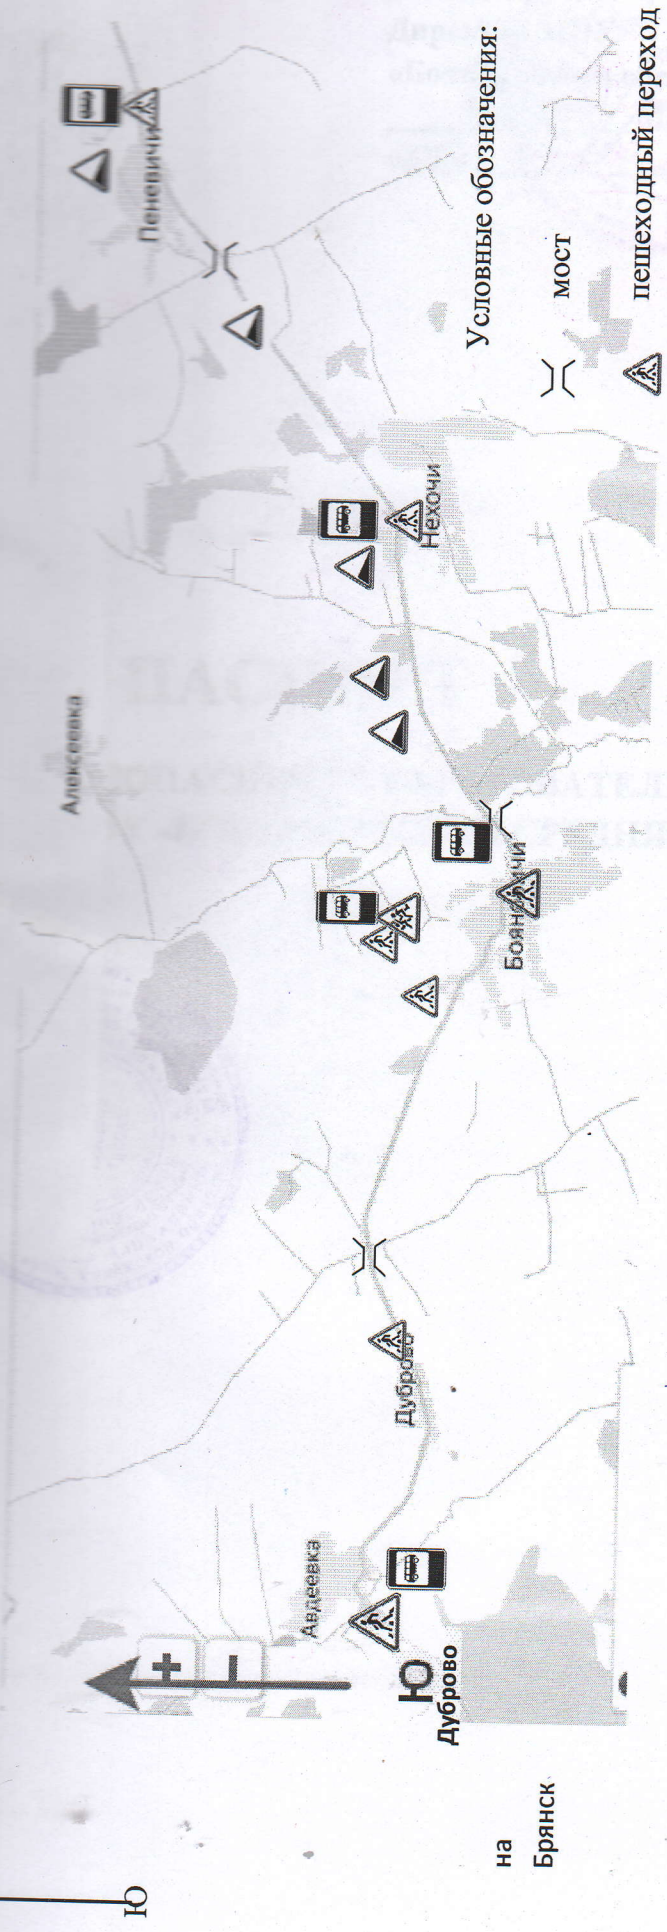 Ю
на
Брянск
Ю
Дуброво
Авдеевка
Дуброво
Алексеевка
Нехочи
Пеневичи
Условные обозначения:
мост
пешеходный переход